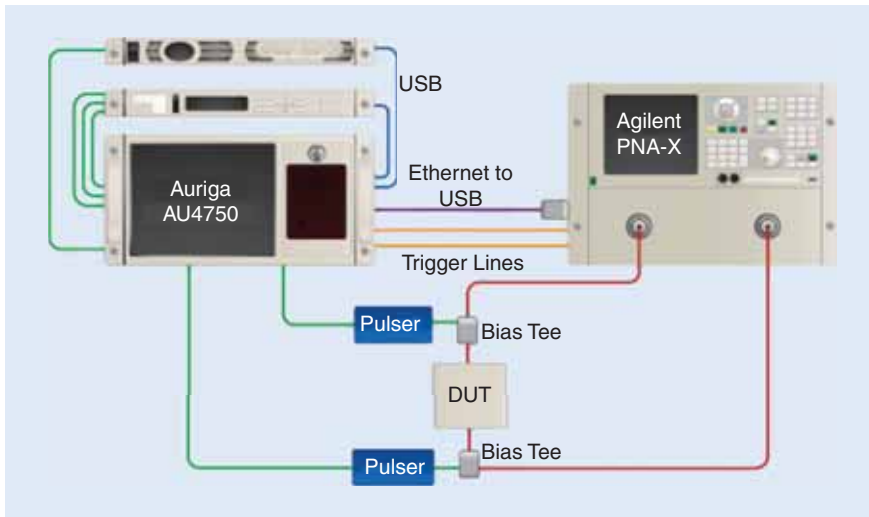 USB
Agilent
PNA-X
Auriga
AU4750
Ethernet to
USB
Trigger Lines
Pulser
Bias Tee
DUT
Bias Tee
Pulser